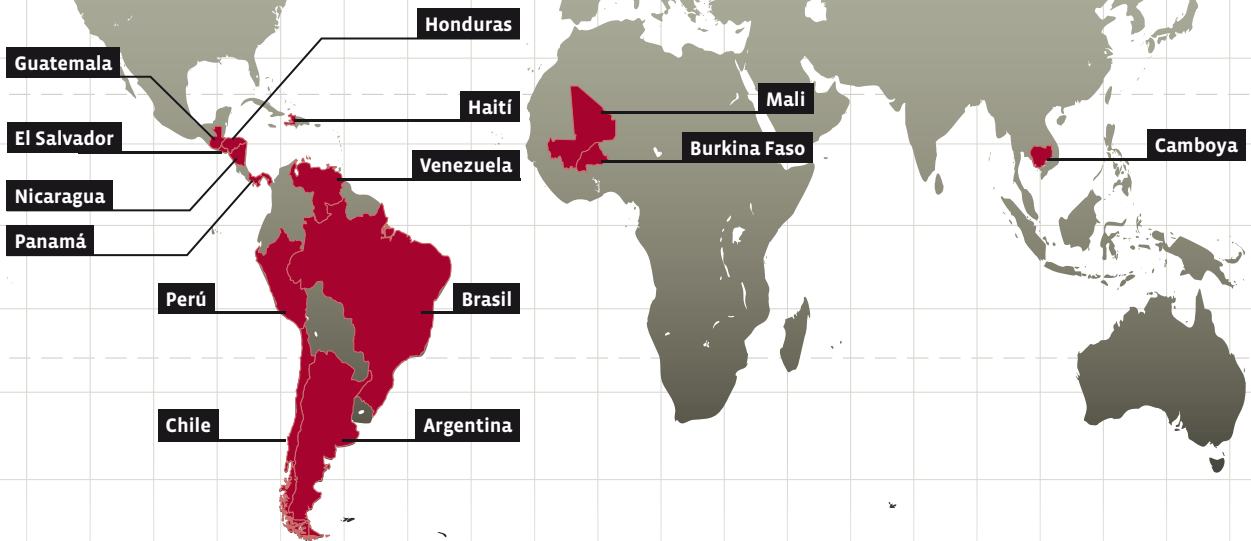 Honduras
Guatemala
Haití
Mali
El Salvador
Burkina Faso
Camboya
Venezuela
Nicaragua
Panamá
Perú
Brasil
Chile
Argentina